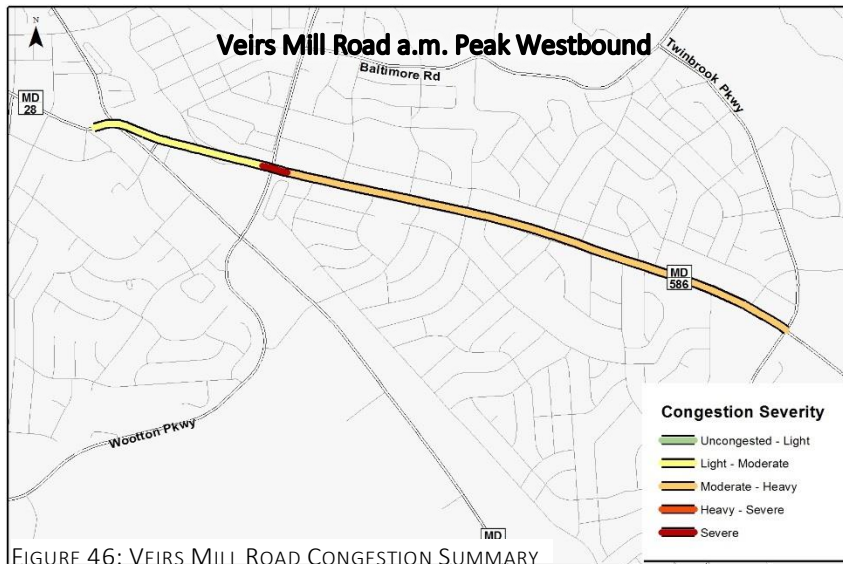 N
Veirs Mill Road a.m. Peak Westbound
Baltimore Rd
Twinbrook Pkwy
MD
28
MD
586
Wootton Pkwy
MD
Congestion Severity
Uncongested - Light
Light - Moderate
Moderate - Heavy
Heavy - Severe
Severe
FIGURE 46: VEIRS MILL ROAD CONGESTION SUMMARY